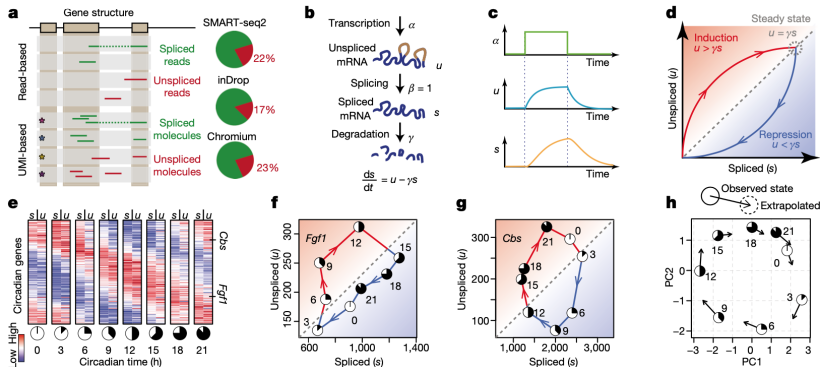 a
Gene structure
Read-based
UMI-based
Spliced
reads
Unspliced
reads
Spliced
molecules
Unspliced
molecules
SMART-seq2
22%
inDrop
17%
Chromium
23%
b
Transcription
α
Unspliced
mRNA
u
Splicing
β = 1
Spliced
mRNA
s
Degradation
γ
ds
dt
= u – γs
c
α
Time
u
Time
s
Time
d
Induction
u > γs
Steady state
u = γs
Repression
u < γs
Unspliced (u)
Spliced (s)
e
s u s u s u s u s u s u s u s u
Circadian genes
Cbs
Fgf1
Low High
0 3 6 9 12 15 18 21
Circadian time (h)
f
Fgf1
Unspliced (u)
300
250
200
150
12
15
9
18
6
21
0
3
600 1,000 1,400
Spliced (s)
g
Cbs
Unspliced (u)
300
200
100
21
0
3
18
15
12
6
9
1,000 2,000 3,000
Spliced (s)
h
Observed state
Extrapolated
PC2
1
0
–1
–2
15
18
21
0
12
3
9
6
–3 –2 –1 0 1 2 3
PC1